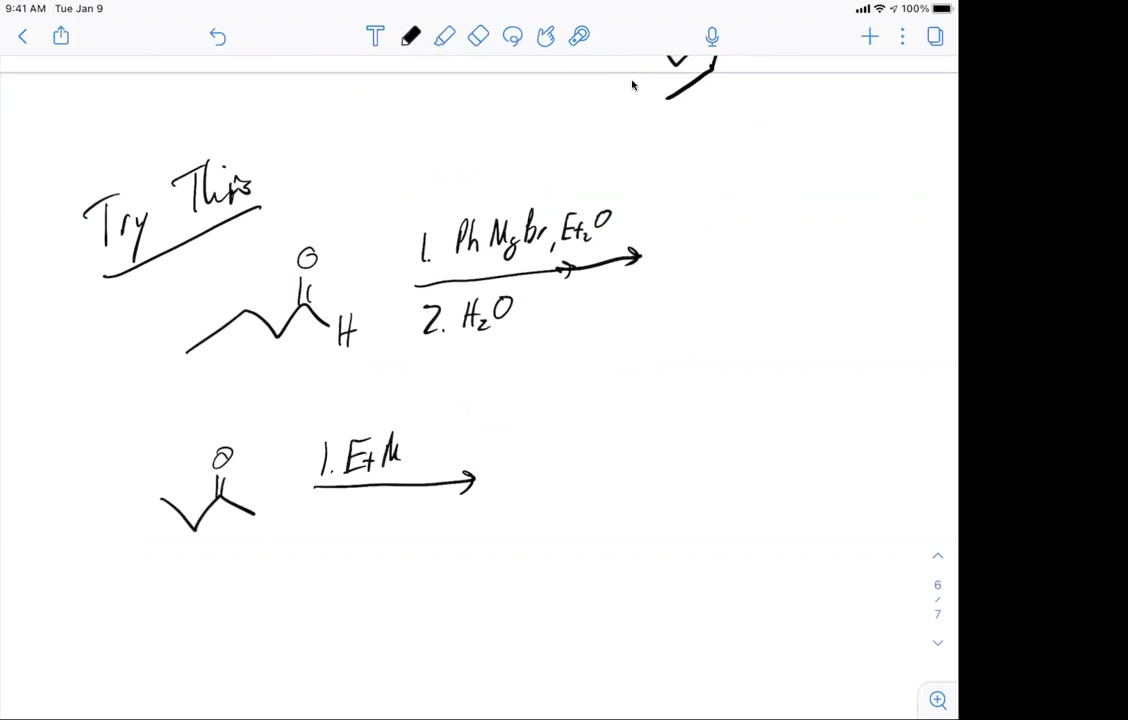 9:41 AM Tue Jan 9
100%
Try This
O
H
1. PhMgBr, Et₂O
2. H₂O
O
1. EtM
6
/
7